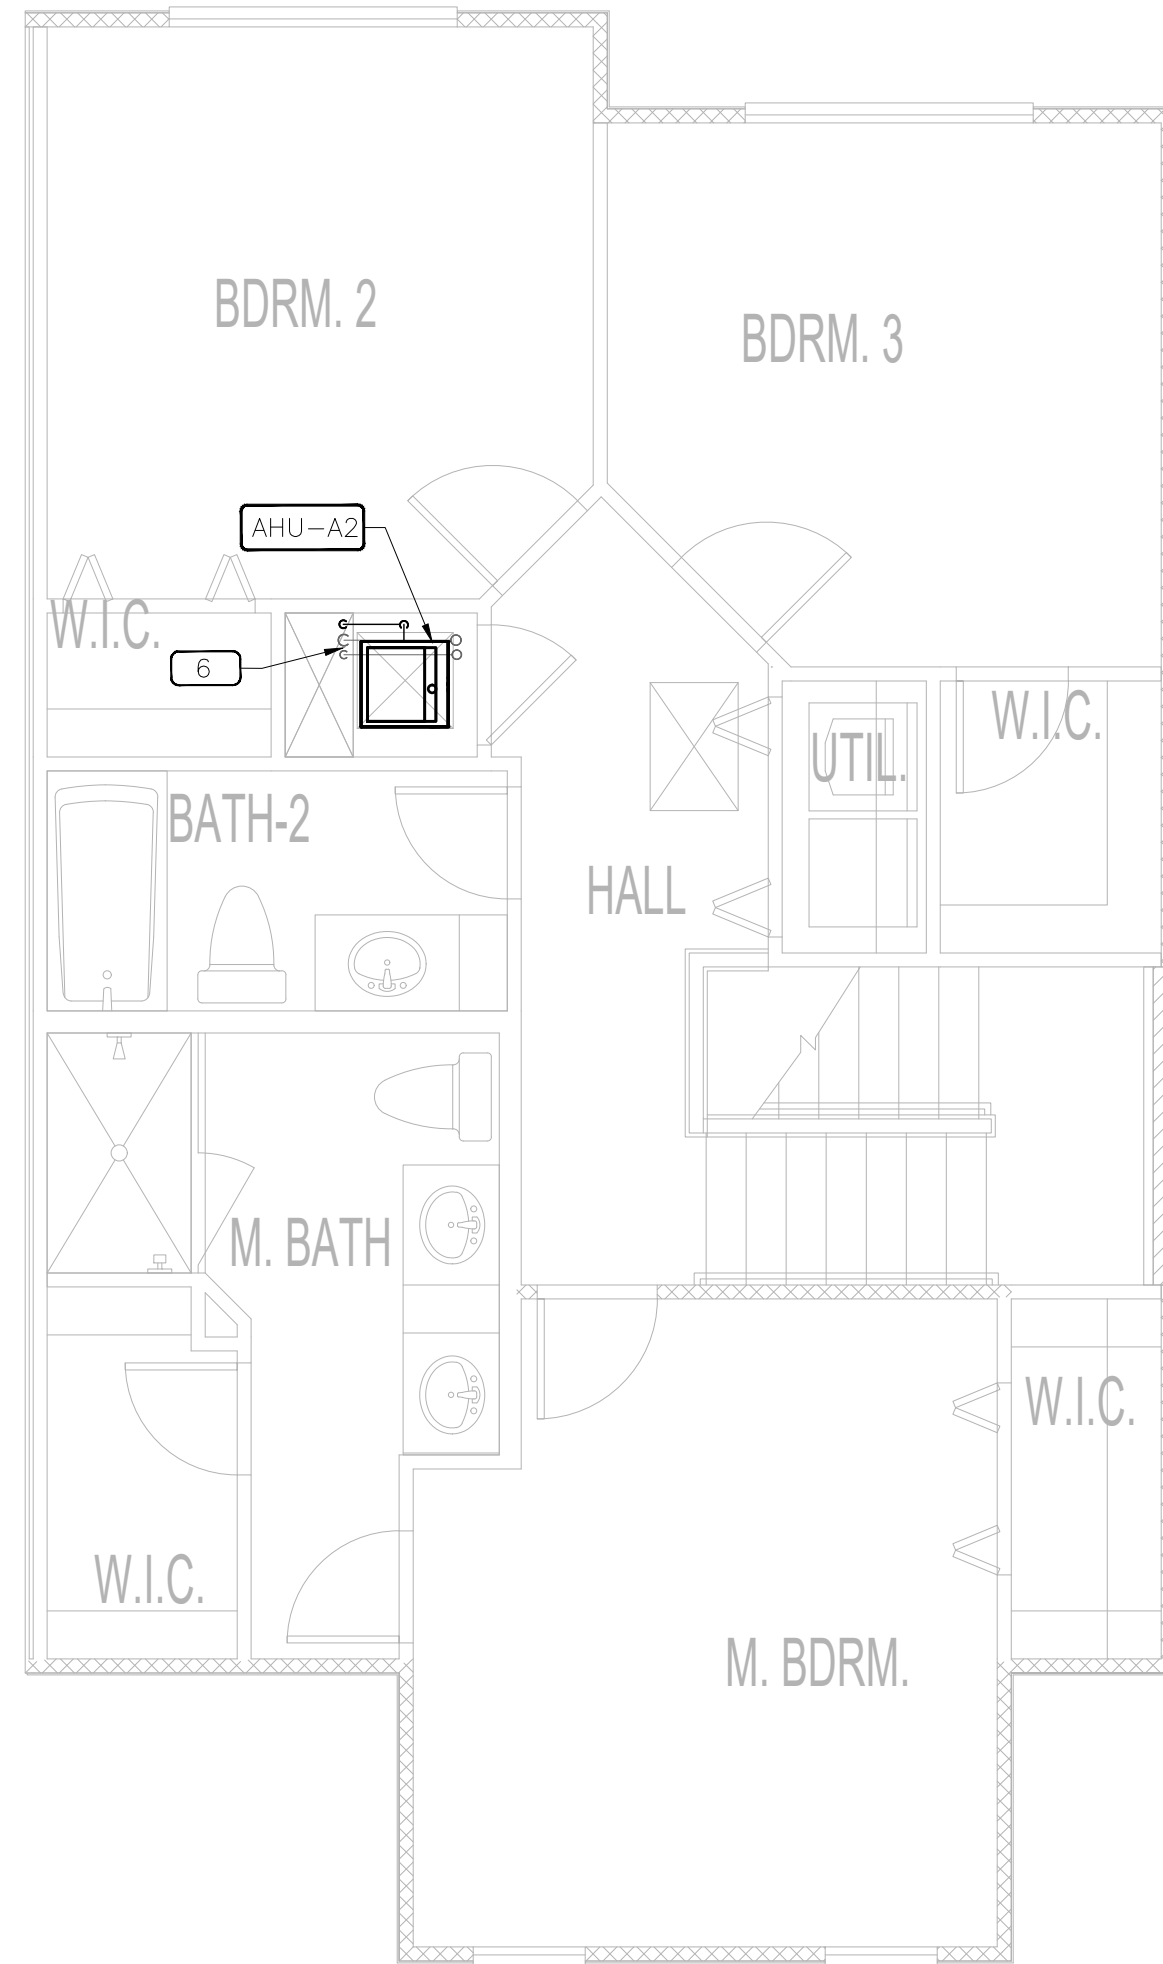 BDRM. 2
BDRM. 3
AHU-A2
W.I.C.
6
W.I.C.
UTIL.
BATH-2
HALL
M. BATH
W.I.C.
W.I.C.
M. BDRM.